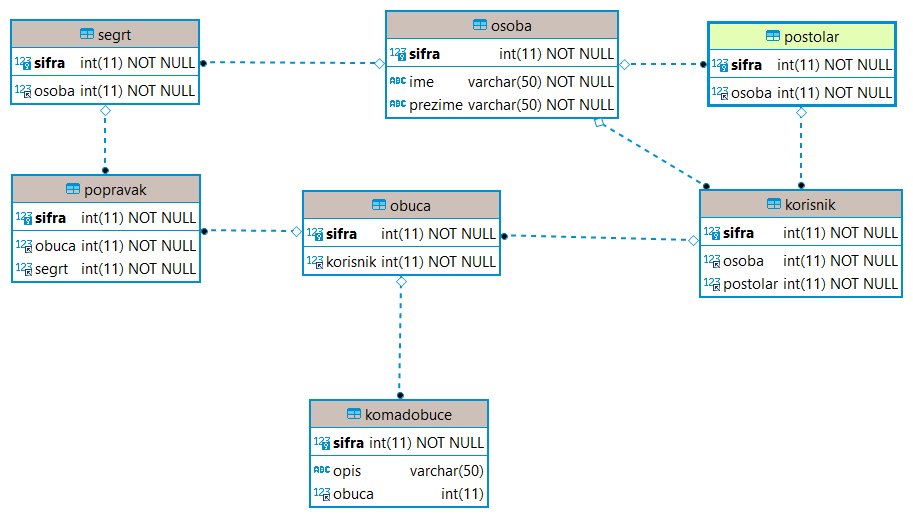 segrt
sifra int(11) NOT NULL
osoba int(11) NOT NULL
osoba
sifra int(11) NOT NULL
ime varchar(50) NOT NULL
prezime varchar(50) NOT NULL
postolar
sifra int(11) NOT NULL
osoba int(11) NOT NULL
popravak
sifra int(11) NOT NULL
obuca int(11) NOT NULL
segrt int(11) NOT NULL
obuca
sifra int(11) NOT NULL
korisnik int(11) NOT NULL
korisnik
sifra int(11) NOT NULL
osoba int(11) NOT NULL
postolar int(11) NOT NULL
komadobuce
sifra int(11) NOT NULL
opis varchar(50)
obuca int(11)